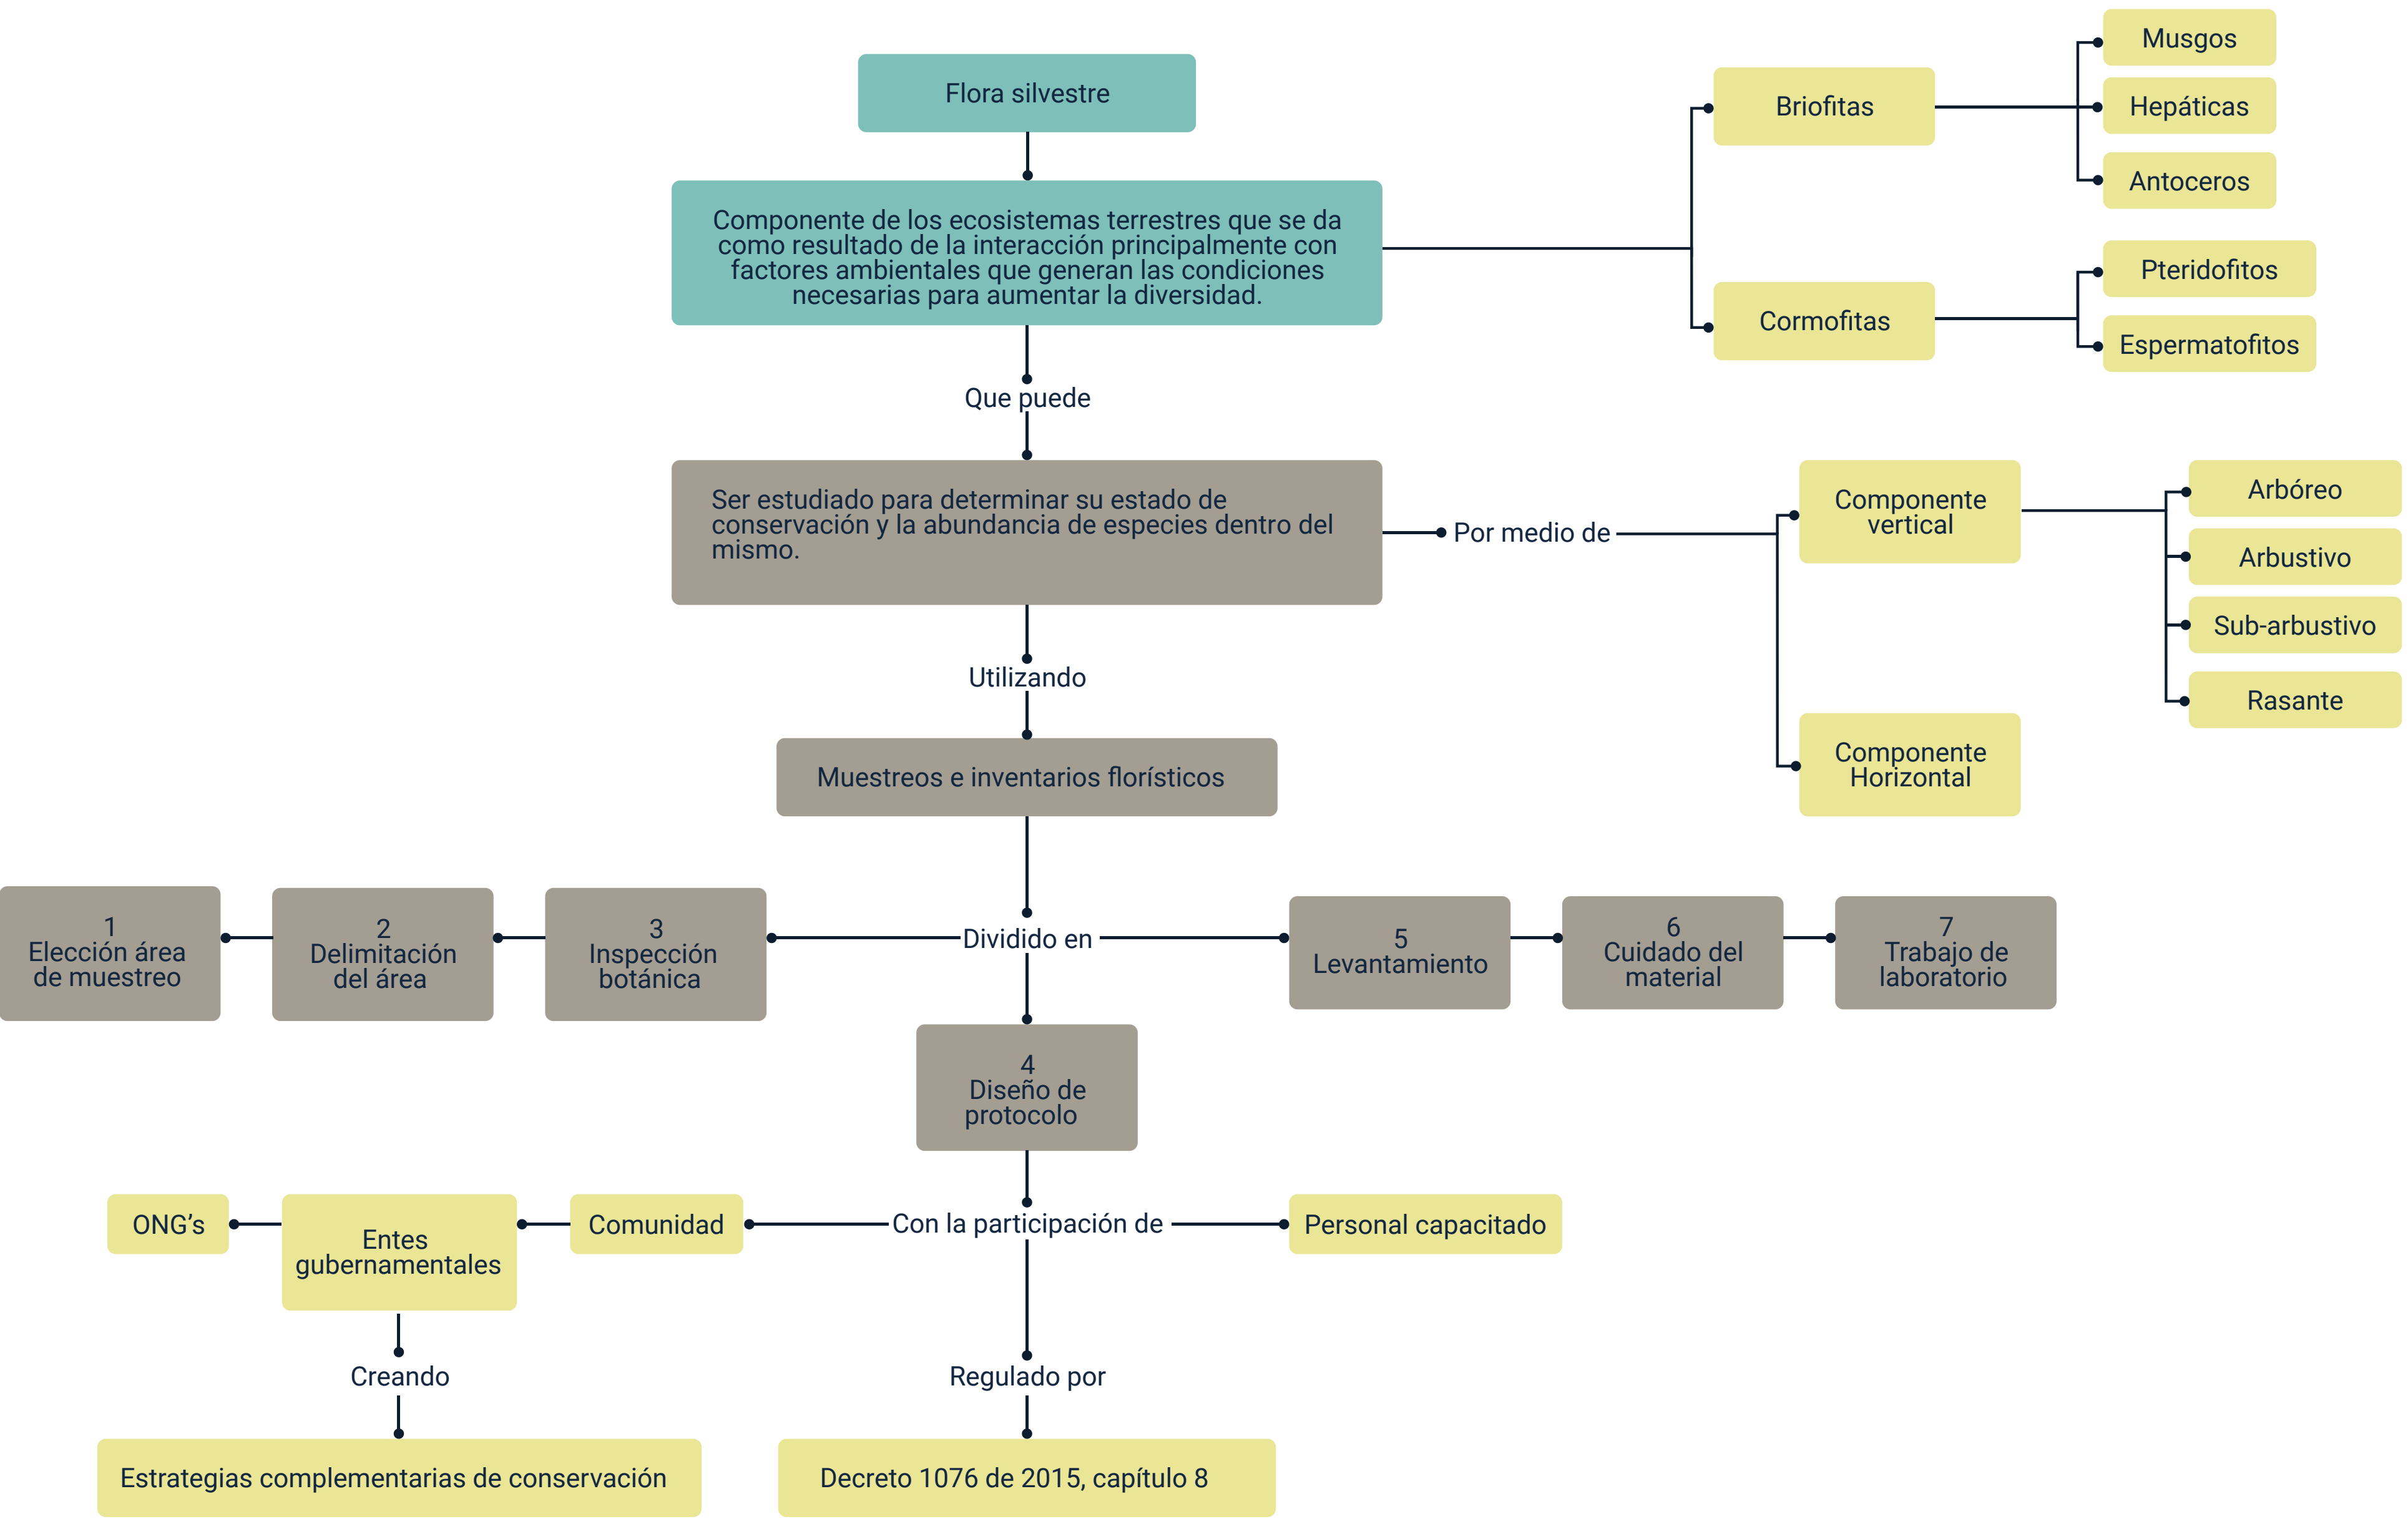 Flora silvestre
Componente de los ecosistemas terrestres que se da
como resultado de la interacción principalmente con
factores ambientales que generan las condiciones
necesarias para aumentar la diversidad.
Briofitas
Musgos
Hepáticas
Antoceros
Cormofitas
Pteridofitos
Espermatofitos
Que puede
Ser estudiado para determinar su estado de
conservación y la abundancia de especies dentro del
mismo.
Por medio de
Componente
vertical
Arbóreo
Arbustivo
Sub-arbustivo
Rasante
Componente
Horizontal
Utilizando
Muestreos e inventarios florísticos
Dividido en
1
Elección área
de muestreo
2
Delimitación
del área
3
Inspección
botánica
4
Diseño de
protocolo
5
Levantamiento
6
Cuidado del
material
7
Trabajo de
laboratorio
Con la participación de
ONG’s
Entes
gubernamentales
Comunidad
Personal capacitado
Creando
Estrategias complementarias de conservación
Regulado por
Decreto 1076 de 2015, capítulo 8